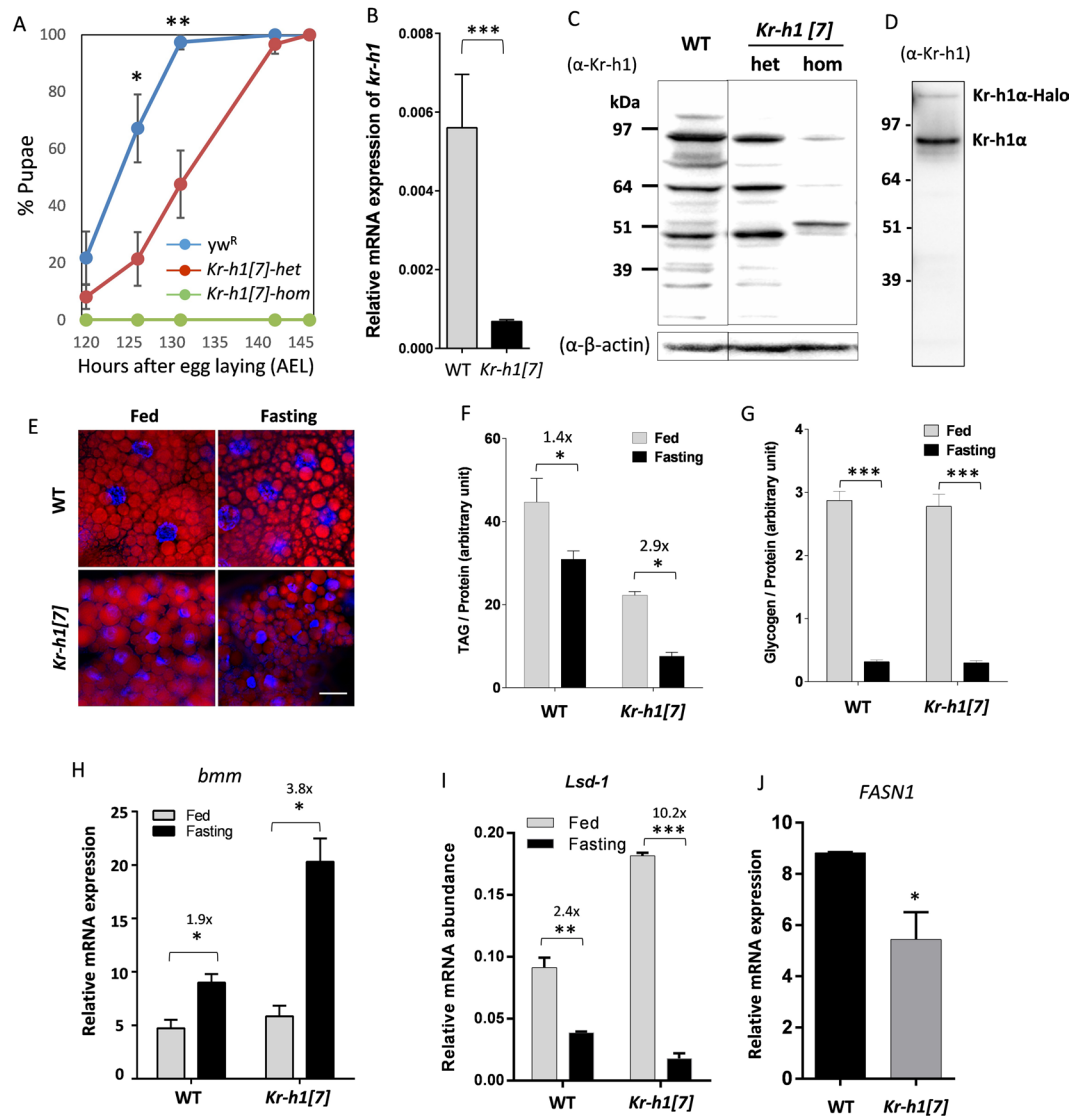 A
**
*
100
80
60
40
20
0
% Pupae
ywR
Kr-h1[7]-het
Kr-h1[7]-hom
120 125 130 135 140 145
Hours after egg laying (AEL)
B
***
Relative mRNA expression of kr-h1
0.008
0.006
0.004
0.002
0.000
WT Kr-h1[7]
C
WT Kr-h1 [7]
(α-Kr-h1) het hom
kDa
97
64
51
39
(α-β-actin)
D
(α-Kr-h1)
Kr-h1α-Halo
97
Kr-h1α
64
51
39
E
Fed Fasting
WT
Kr-h1[7]
F
TAG / Protein (arbitrary unit)
60
40
20
0
Fed
Fasting
1.4x
*
2.9x
*
WT Kr-h1[7]
G
Glycogen / Protein (arbitrary unit)
4
3
2
1
0
Fed
Fasting
*** ***
WT Kr-h1[7]
H
bmm
Relative mRNA expression
25
20
15
10
5
0
Fed
Fasting
1.9x
*
3.8x
*
WT Kr-h1[7]
I
Lsd-1
Relative mRNA abundance
0.20
0.15
0.10
0.05
0.00
Fed
Fasting
2.4x
**
10.2x
***
WT Kr-h1[7]
J
FASN1
Relative mRNA expression
10
8
6
4
2
0
*
WT Kr-h1[7]